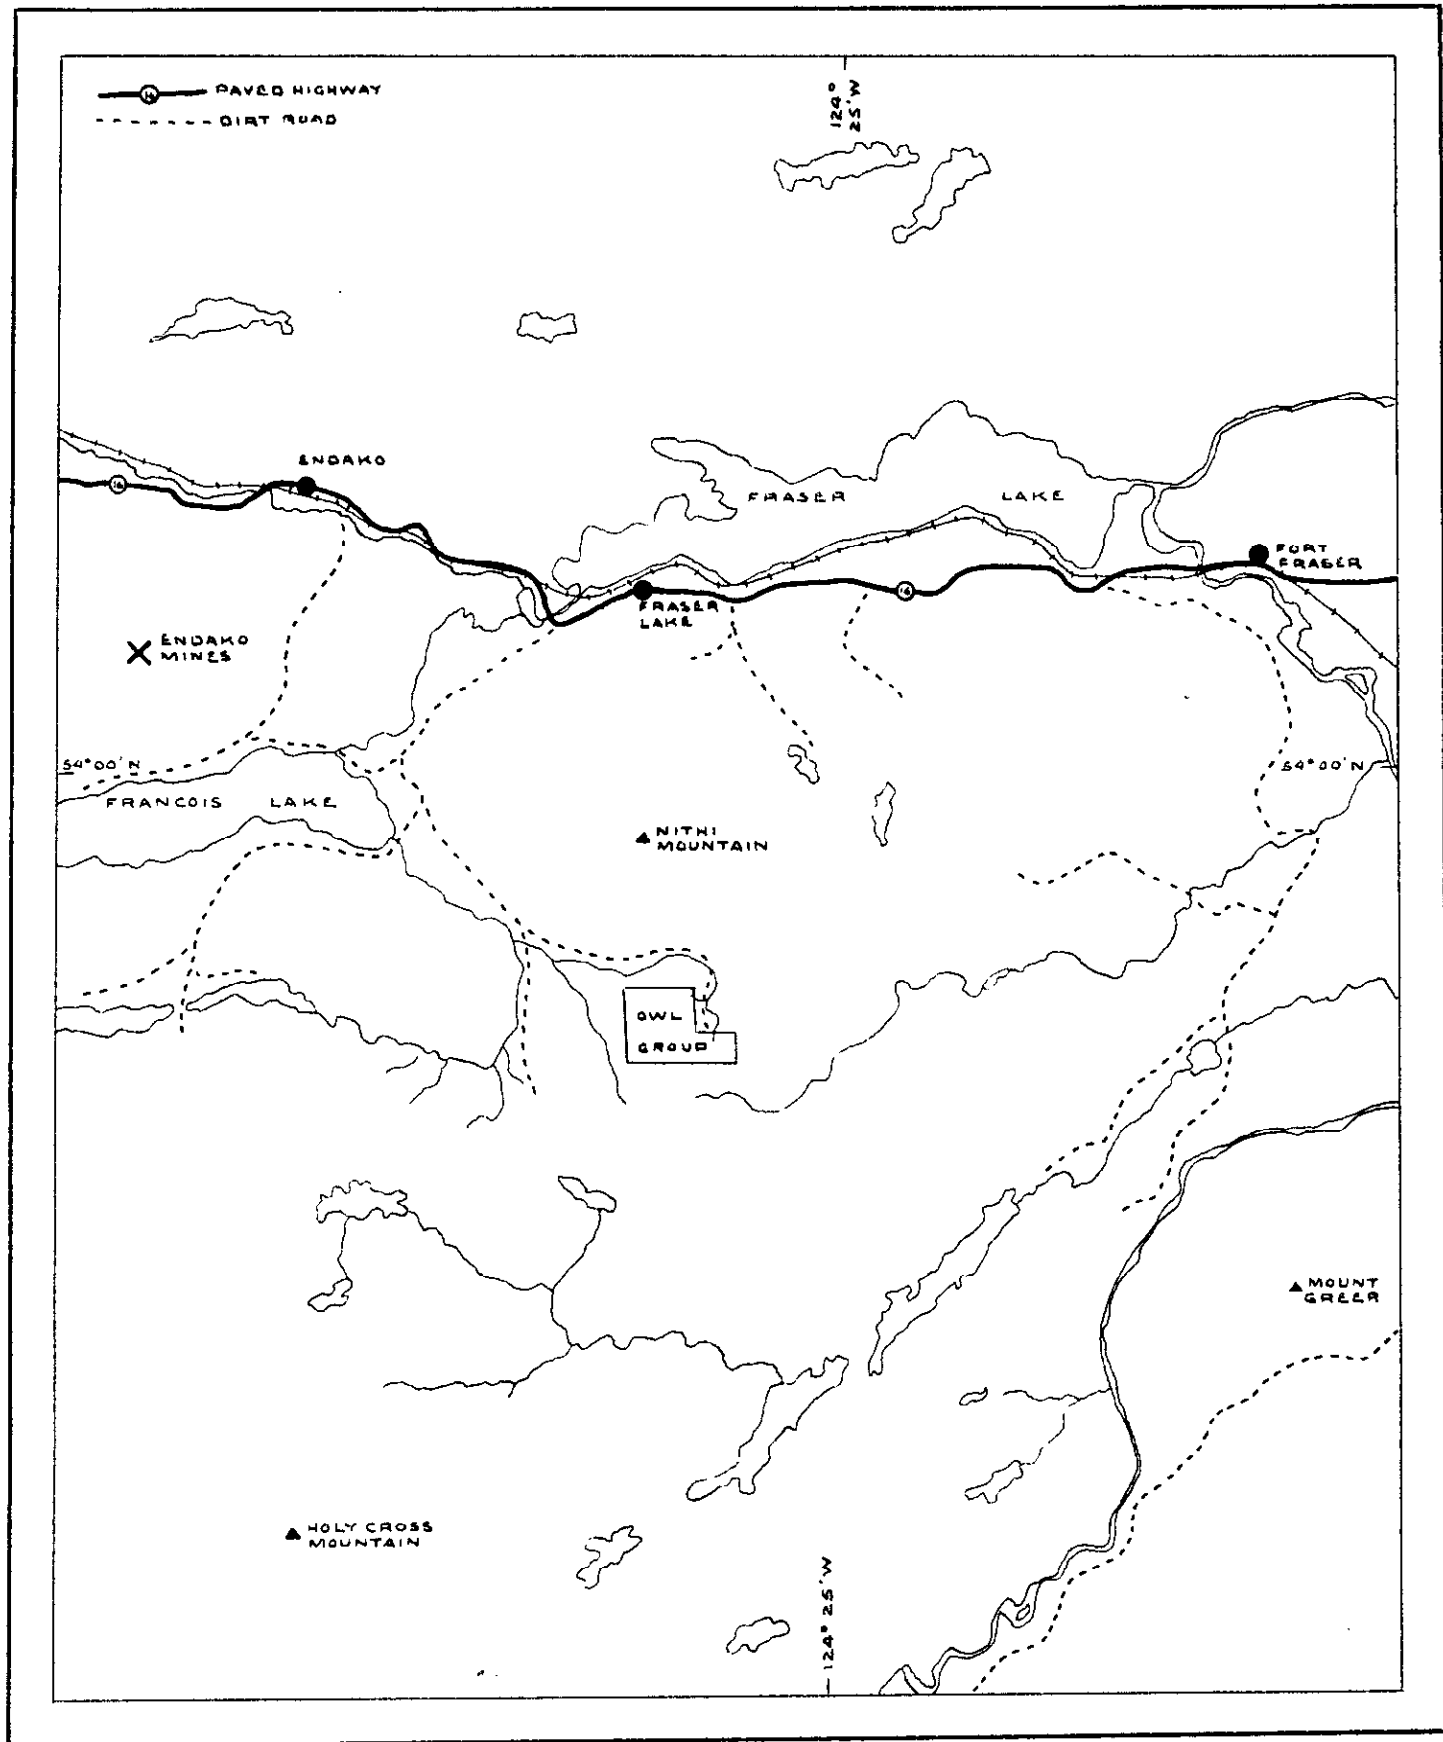 16 PAVED HIGHWAY
DIRT ROAD
124°
25'W
ENDAKO
16
FRASER LAKE
FORT
FRASER
16
FRASER
LAKE
ENDAKO
MINES
54°00'N
54°00'N
FRANCOIS LAKE
NITHI
MOUNTAIN
OWL
GROUP
MOUNT
GREER
HOLY CROSS
MOUNTAIN
124° 25'W